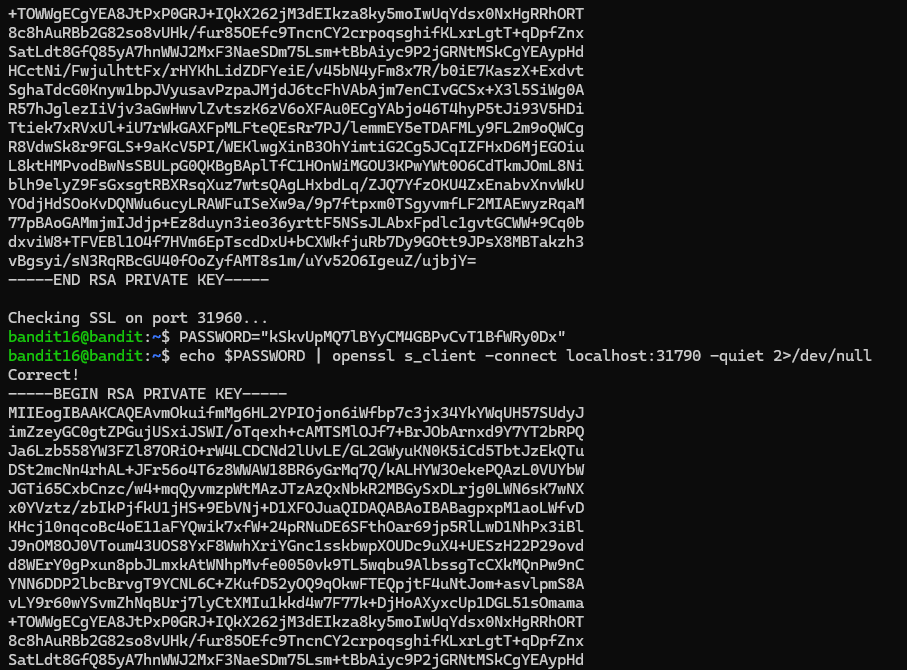 +TOWWgECgYEA8JtPxP0GRJ+IQkX262jM3dEIkza8ky5moIwUqYdsx0NxHgRRhORT
8c8hAuRBb2G82so8vUHk/fur85OEfc9TncnCY2crpoqsghifKLxrLgtT+qDpfZnx
SatLdt8GfQ85yA7hnWWJ2MxF3NaeSDm75Lsm+tBbAiyc9P2jGRNtMSkCgYEAypHd
HCctNi/FwjulhttFx/rHYKhLidZDFYeiE/v45bN4yFm8x7R/b0iE7KaszX+Exdvt
SghaTdcG0Knyw1bpJVyusavPzpaJMjdJ6tcFhVAbAjm7enCIvGCSx+X3l5SiWg0A
R57hJglezIiVjv3aGwHwvlZvtszK6zV6oXFAu0ECgYAbjo46T4hyP5tJi93V5HDi
Ttiek7xRVxUl+iU7rWkGAXFpMLFteQEsRr7PJ/lemmEY5eTDAFMLy9FL2m9oQWCg
R8VdwSk8r9FGLS+9aKcV5PI/WEKlwgXinB3OhYimtiG2Cg5JCqIZFHxD6MjEGOiu
L8ktHMPvodBwNsSBULpG0QKBgBAplTfC1HOnWiMGOU3KPwYWt0O6CdTkmJOmL8Ni
blh9elyZ9FsGxsgtRBXRsqXuz7wtsQAgLHxbdLq/ZJQ7YfzOKU4ZxEnabvXnvWkU
YOdjHdSOoKvDQNWu6ucyLRAWFuISeXw9a/9p7ftpxm0TSgyvmfLF2MIAEwyzRqaM
77pBAoGAMmjmIJdjp+Ez8duyn3ieo36yrttF5NSsJLAbxFpdlc1gvtGCWW+9Cq0b
dxviW8+TFVEBl1O4f7HVm6EpTscdDxU+bCXWkfjuRb7Dy9GOtt9JPsX8MBTakzh3
vBgsyi/sN3RqRBcGU40fOoZyfAMT8s1m/uYv52O6IgeuZ/ujbjY=
-----END RSA PRIVATE KEY-----
Checking SSL on port 31960...
bandit16@bandit:~$ PASSWORD="kSkvUpMQ7lBYyCM4GBPvCvT1BfWRy0Dx"
bandit16@bandit:~$ echo $PASSWORD | openssl s_client -connect localhost:31790 -quiet 2>/dev/null
Correct!
-----BEGIN RSA PRIVATE KEY-----
MIIEogIBAAKCAQEAvmOkuifmMg6HL2YPIOjon6iWfbp7c3jx34YkYWqUH57SUdyJ
imZzeyGC0gtZPGujUSxiJSWI/oTqexh+cAMTSMlOJf7+BrJObArnxd9Y7YT2bRPQ
Ja6Lzb558YW3FZl87ORiO+rW4LCDCNd2lUvLE/GL2GWyuKN0K5iCd5TbtJzEkQTu
DSt2mcNn4rhAL+JFr56o4T6z8WWAW18BR6yGrMq7Q/kALHYW3OekePQAzL0VUYbW
JGTi65CxbCnzc/w4+mqQyvmzpWtMAzJTzAzQxNbkR2MBGySxDLrjg0LWN6sK7wNX
x0YVztz/zbIkPjfkU1jHS+9EbVNj+D1XFOJuaQIDAQABAoIBABagpxpM1aoLWfvD
KHcj10nqcoBc4oE11aFYQwik7xfW+24pRNuDE6SFthOar69jp5RlLwD1NhPx3iBl
J9nOM8OJ0VToum43UOS8YxF8WwhXriYGnc1sskbwpXOUDc9uX4+UESzH22P29ovd
d8WErY0gPxun8pbJLmxkAtWNhpMvfe0050vk9TL5wqbu9AlbssgTcCXkMQnPw9nC
YNN6DDP2lbcBrvgT9YCNL6C+ZKufD52yOQ9qOkwFTEQpjtF4uNtJom+asvlpmS8A
vLY9r60wYSvmZhNqBUrj7lyCtXMIu1kkd4w7F77k+DjHoAXyxcUp1DGL51sOmama
+TOWWgECgYEA8JtPxP0GRJ+IQkX262jM3dEIkza8ky5moIwUqYdsx0NxHgRRhORT
8c8hAuRBb2G82so8vUHk/fur85OEfc9TncnCY2crpoqsghifKLxrLgtT+qDpfZnx
SatLdt8GfQ85yA7hnWWJ2MxF3NaeSDm75Lsm+tBbAiyc9P2jGRNtMSkCgYEAypHd